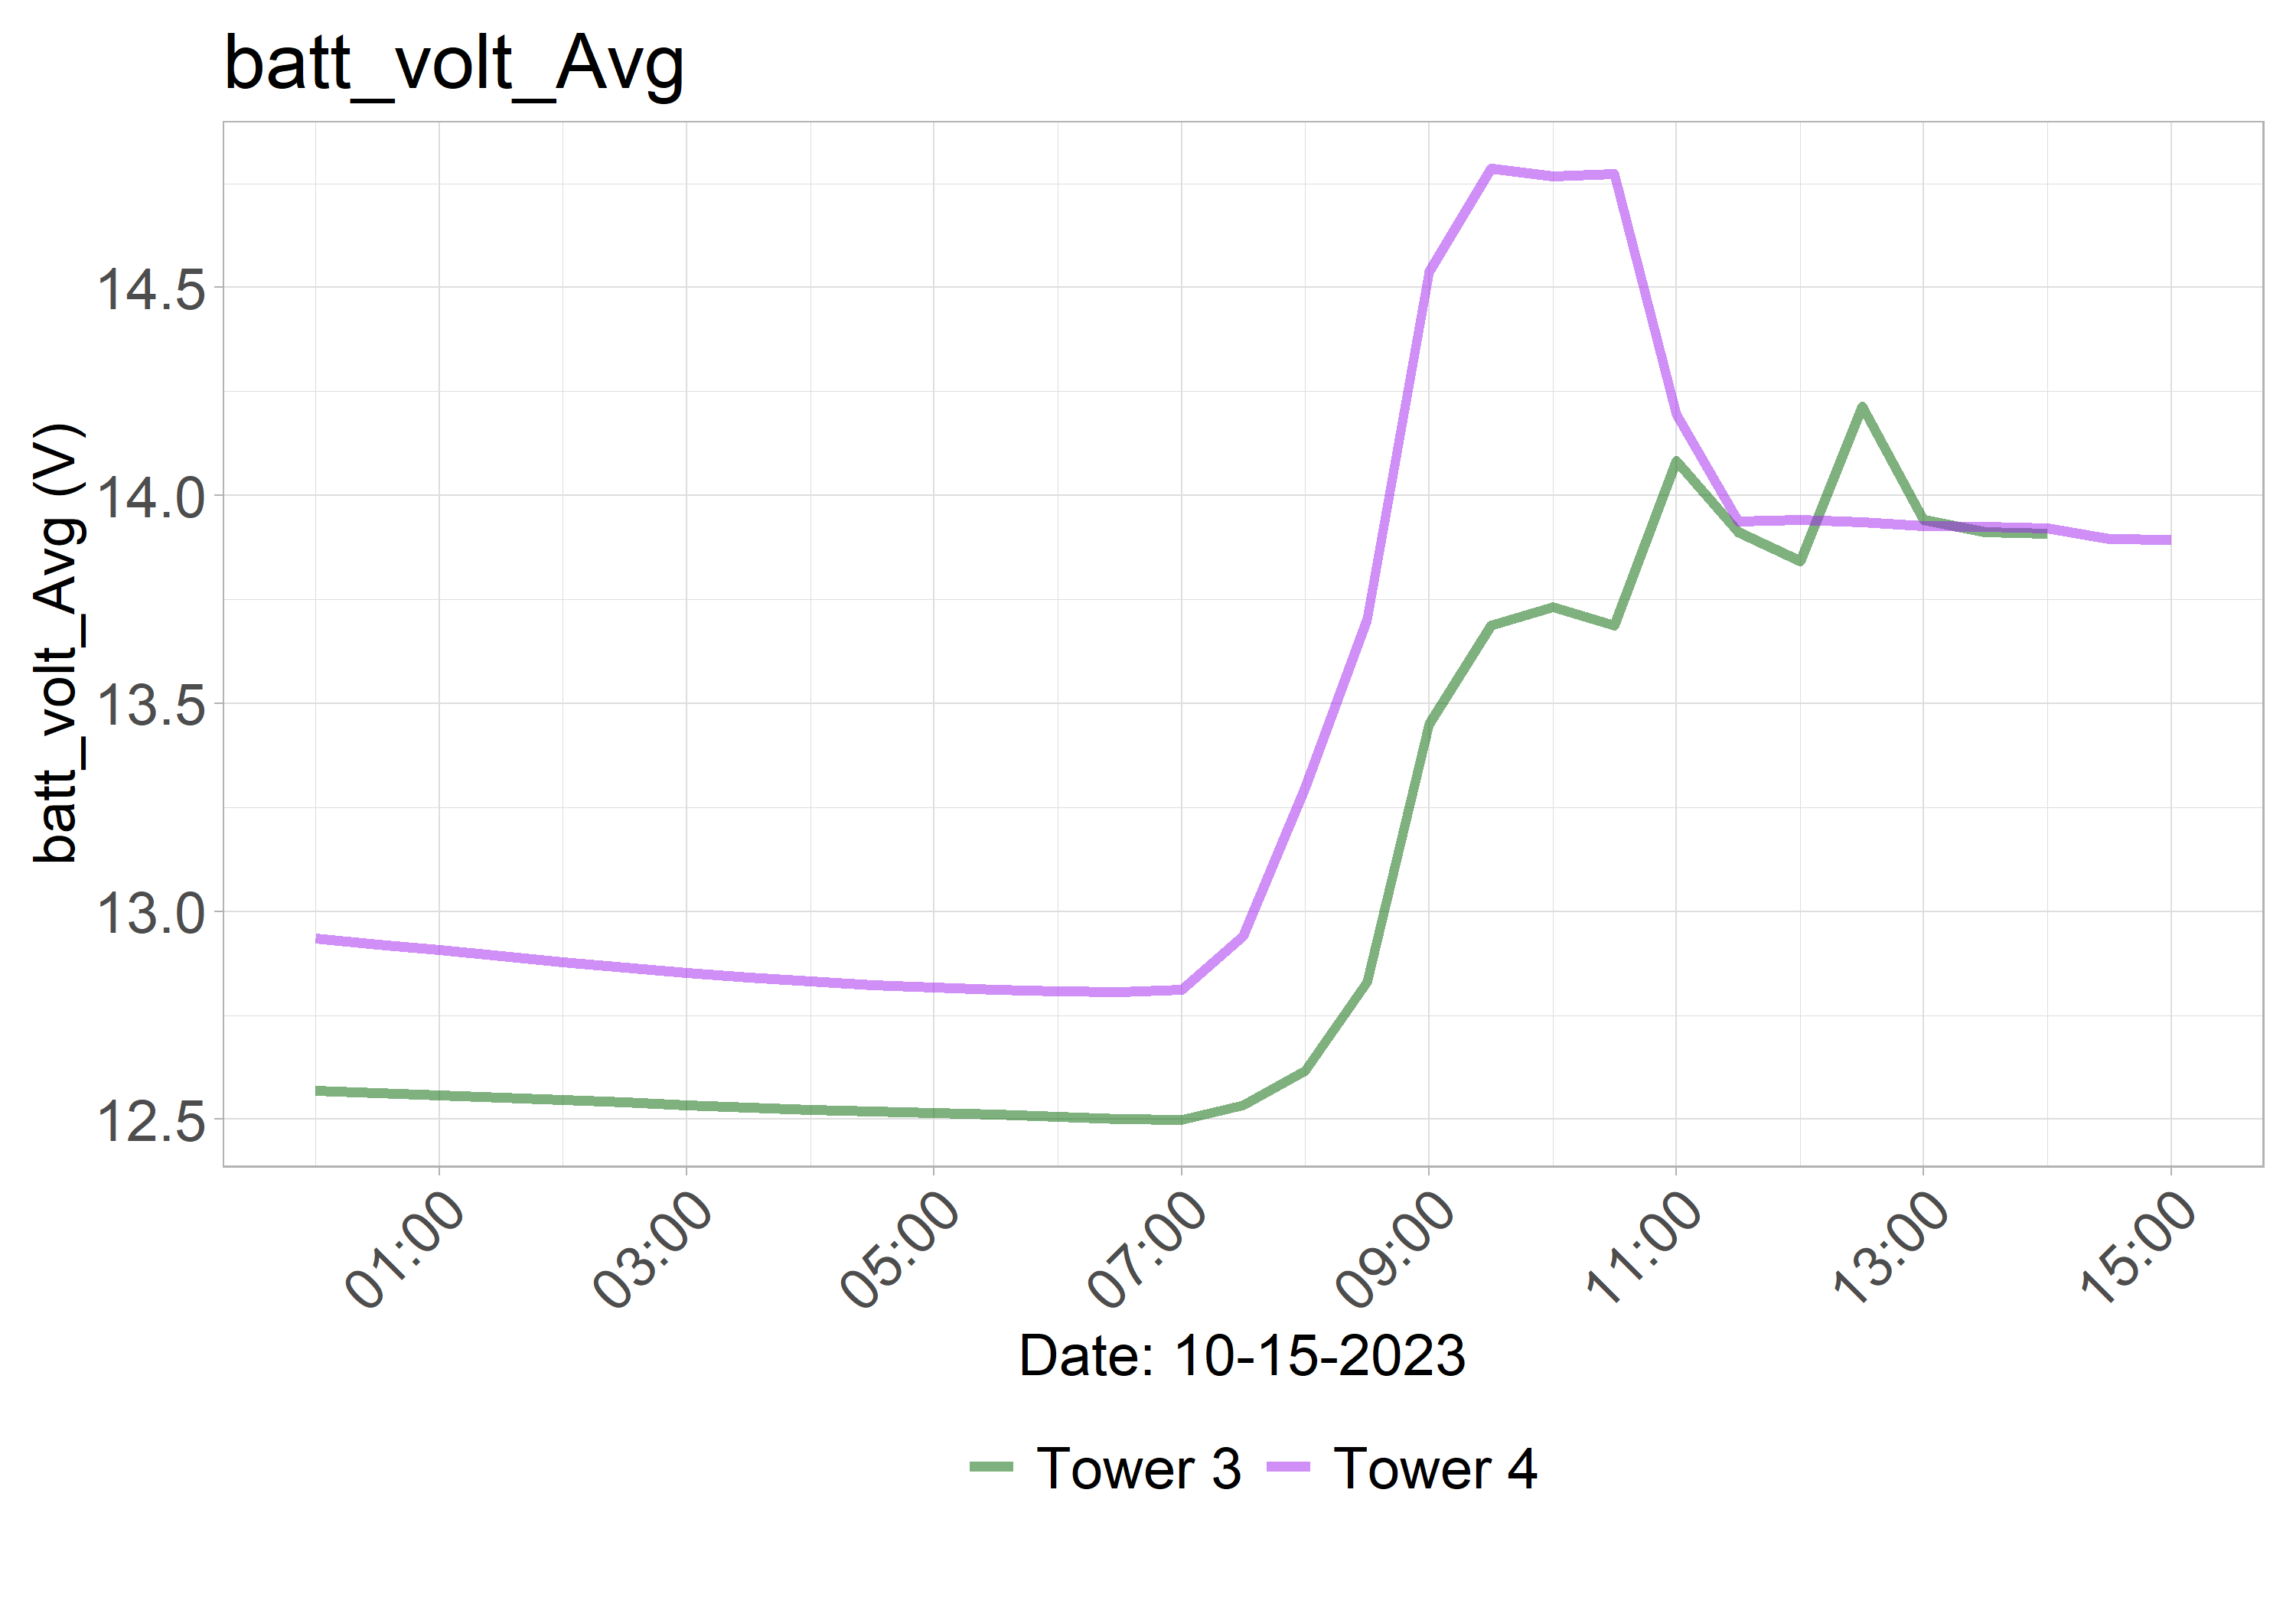 batt_volt_Avg
batt_volt_Avg (V)
14.5
14.0
13.5
13.0
12.5
01:00 03:00 05:00 07:00 09:00 11:00 13:00 15:00
Date: 10-15-2023
Tower 3 Tower 4